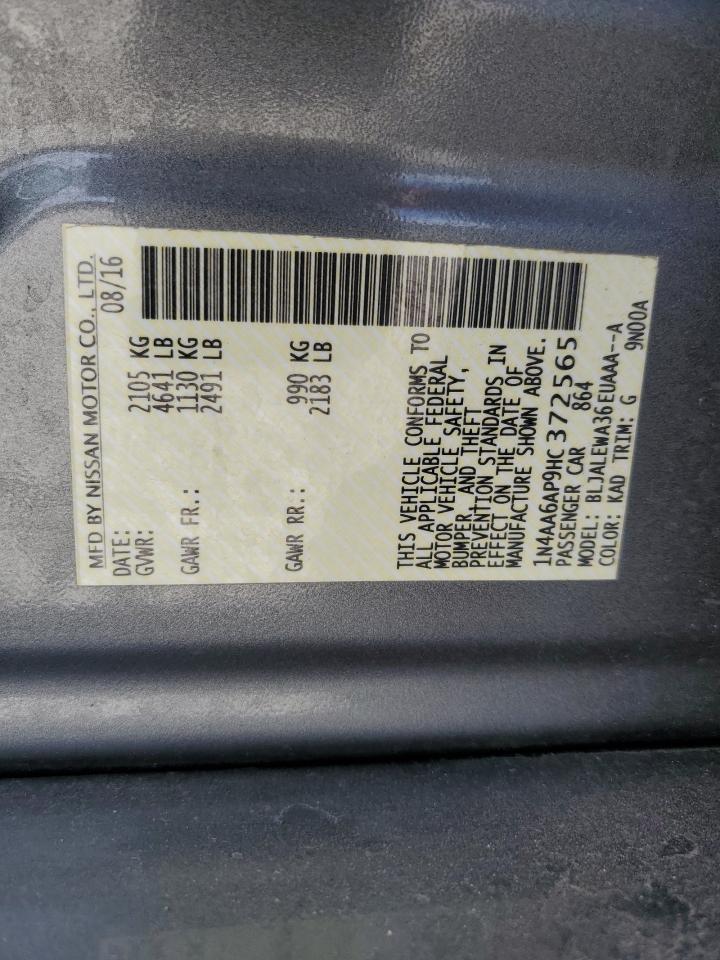 MFD BY NISSAN MOTOR CO., LTD.
DATE: 08/16
GVWR: 2105 KG
4641 LB
GAWR FR.: 1130 KG
2491 LB
GAWR RR.: 990 KG
2183 LB
THIS VEHICLE CONFORMS TO
ALL APPLICABLE FEDERAL
MOTOR VEHICLE SAFETY,
BUMPER, AND THEFT
PREVENTION STANDARDS IN
EFFECT ON THE DATE OF
MANUFACTURE SHOWN ABOVE.
1N4AA6AP9HC372565
PASSENGER CAR 864
MODEL: BLJALEWA36EUAAA--A
COLOR: KAD TRIM: G 9N00A